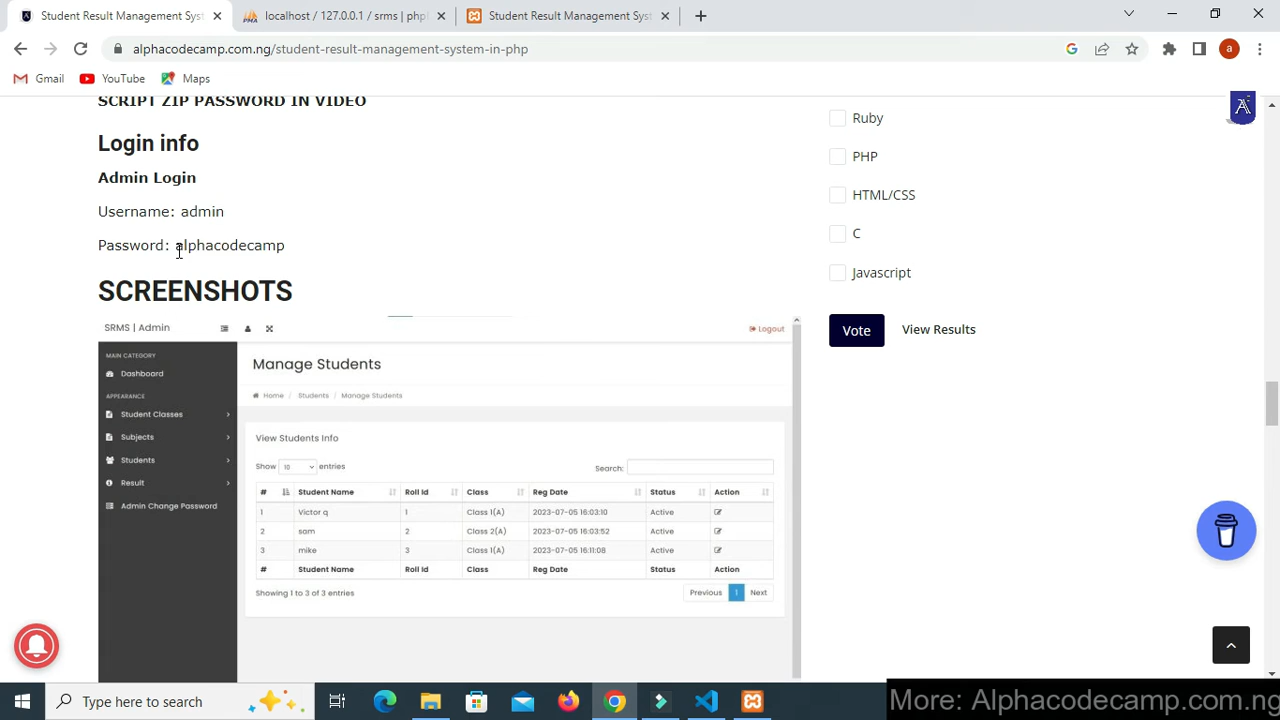 Student Result Management Sys
localhost / 127.0.0.1 / srms | php
Student Result Management Sys
alphacodecamp.com.ng/student-result-management-system-in-php
Gmail
YouTube
Maps
SCRIPT ZIP PASSWORD IN VIDEO
Login info
Admin Login
Username: admin
Password: alphacodecamp
SCREENSHOTS
SRMS | Admin
Logout
MAIN CATEGORY
Dashboard
APPEARANCE
Student Classes
Subjects
Students
Result
Admin Change Password
Manage Students
Home / Students / Manage Students
View Students Info
Show 10 entries
Search:
# Student Name Roll Id Class Reg Date Status Action
1 Victor q 1 Class 1(A) 2023-07-05 16:03:10 Active
2 sam 2 Class 2(A) 2023-07-05 16:03:52 Active
3 mike 3 Class 1(A) 2023-07-05 16:11:08 Active
# Student Name Roll Id Class Reg Date Status Action
Showing 1 to 3 of 3 entries
Previous 1 Next
Ruby
PHP
HTML/CSS
C
Javascript
Vote
View Results
Type here to search
More: Alphacodecamp.com.ng